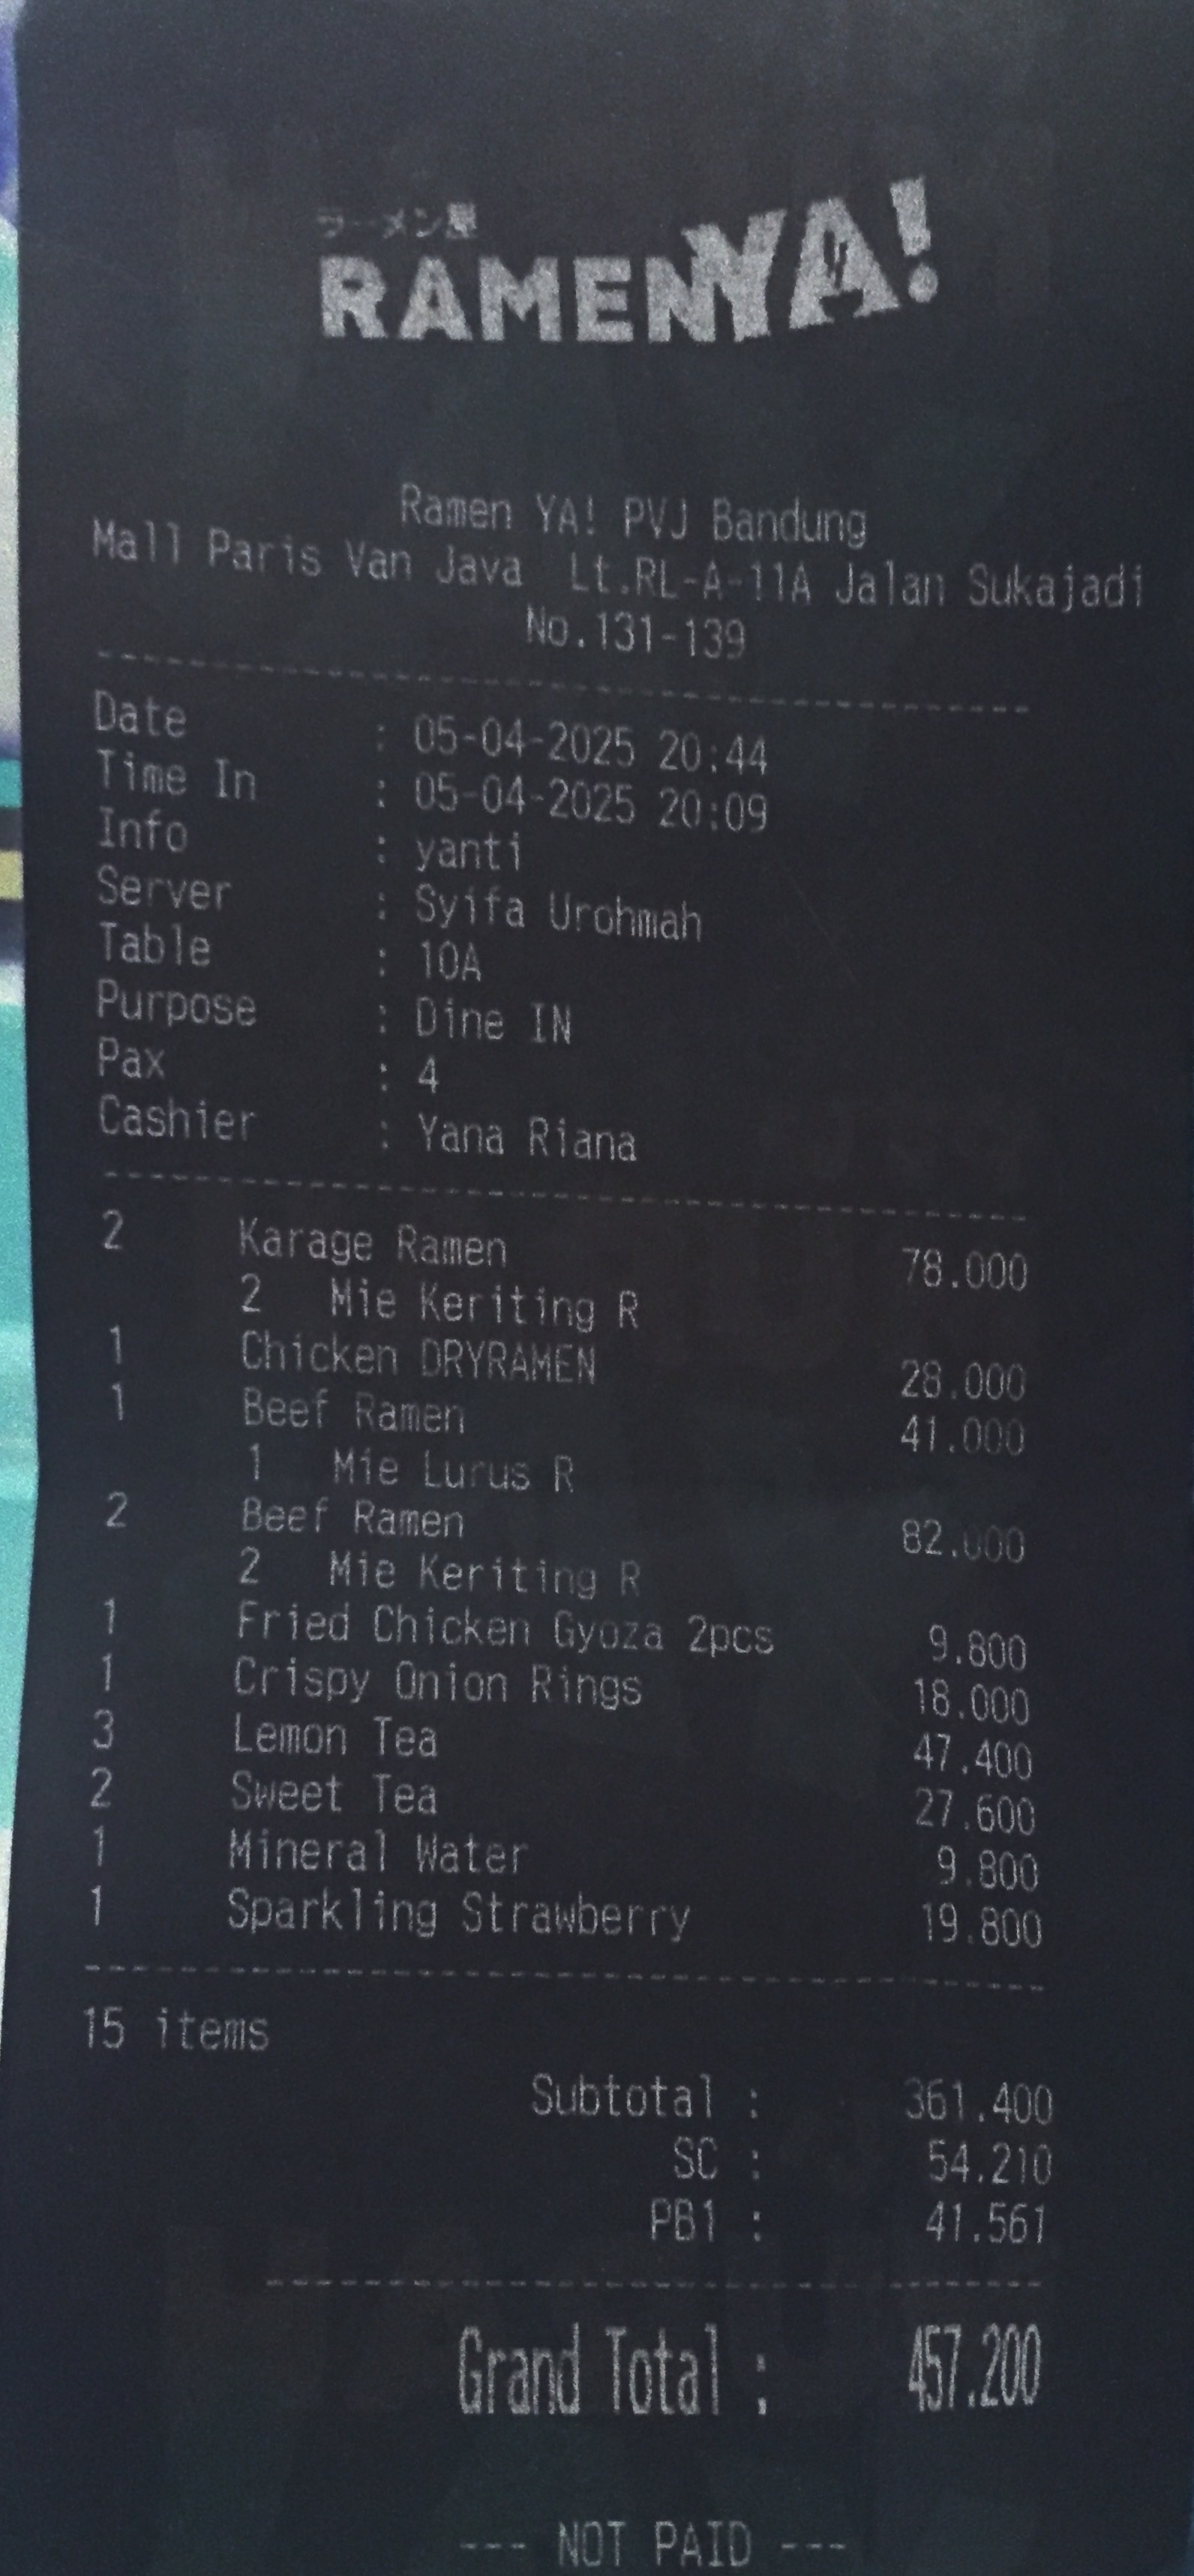 ラーメン屋
RAMENYA!
Ramen YA! PVJ Bandung
Mall Paris Van Java Lt.RL-A-11A Jalan Sukajadi
No.131-139
Date : 05-04-2025 20:44
Time In : 05-04-2025 20:09
Info : yanti
Server : Syifa Urohmah
Table : 10A
Purpose : Dine IN
Pax : 4
Cashier : Yana Riana
2 Karage Ramen 78.000
2 Mie Keriting R
1 Chicken DRYRAMEN 28.000
1 Beef Ramen 41.000
1 Mie Lurus R
2 Beef Ramen 82.000
2 Mie Keriting R
1 Fried Chicken Gyoza 2pcs 9.800
1 Crispy Onion Rings 18.000
3 Lemon Tea 47.400
2 Sweet Tea 27.600
1 Mineral Water 9.800
1 Sparkling Strawberry 19.800
15 items
Subtotal : 361.400
SC : 54.210
PB1 : 41.561
Grand Total : 457.200
--- NOT PAID ---